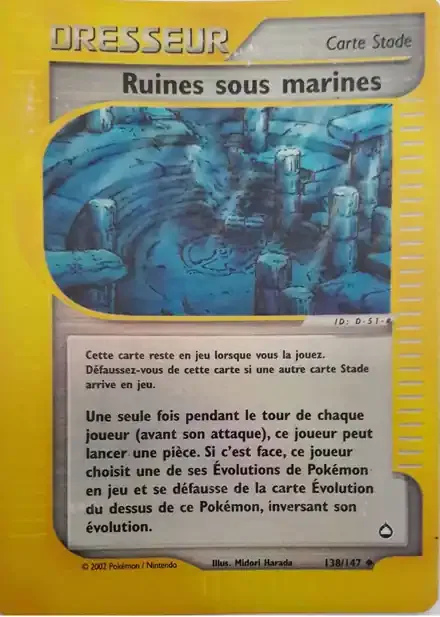 DRESSEUR
Carte Stade
Ruines sous marines
ID: D-51-#
Cette carte reste en jeu lorsque vous la jouez.
Défaussez-vous de cette carte si une autre carte Stade
arrive en jeu.
Une seule fois pendant le tour de chaque
joueur (avant son attaque), ce joueur peut
lancer une pièce. Si c'est face, ce joueur
choisit une de ses Évolutions de Pokémon
en jeu et se défausse de la carte Évolution
du dessus de ce Pokémon, inversant son
évolution.
© 2002 Pokémon / Nintendo
Illus. Midori Harada
138/147